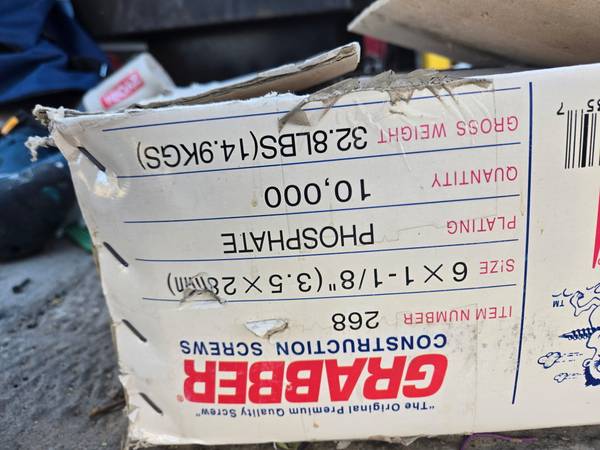 "The Original Premium Quality Screw"
GRABBER®
CONSTRUCTION SCREWS
ITEM NUMBER 268
SIZE 6×1-1/8"(3.5×28mm)
PLATING PHOSPHATE
QUANTITY 10,000
GROSS WEIGHT 32.8LBS(14.9KGS)
TM